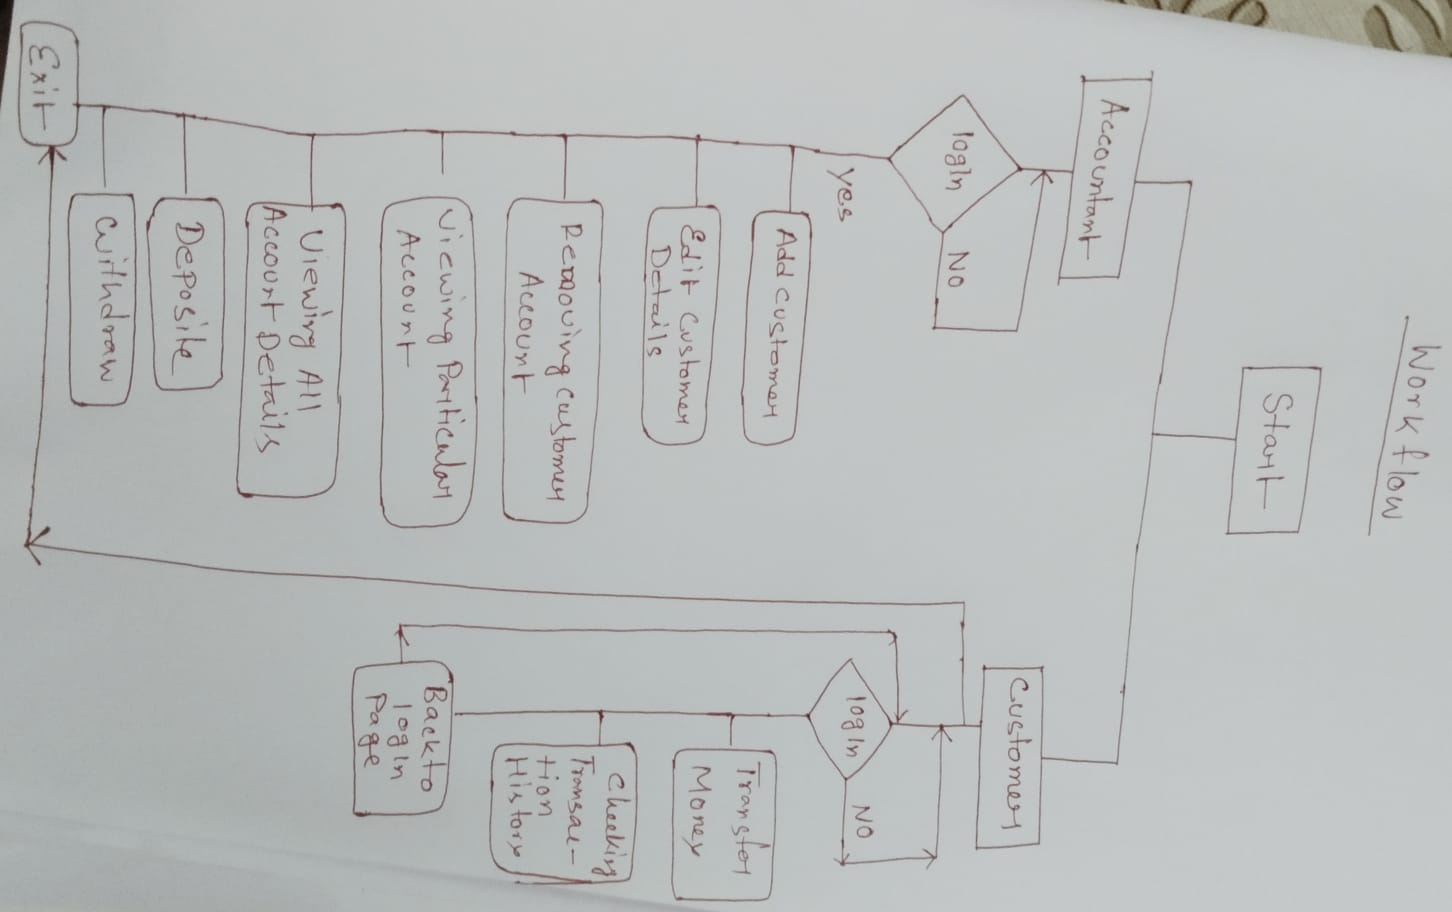 Work flow
Start
Accountant
Customer
login
NO
yes
Add customer
Edit customer
Details
Removing customer
Account
Viewing Particular
Account
Viewing All
Account Details
Deposite
Withdraw
Exit
login
NO
Transfer
Money
Checking
Transac-
tion
History
Back to
login
Page